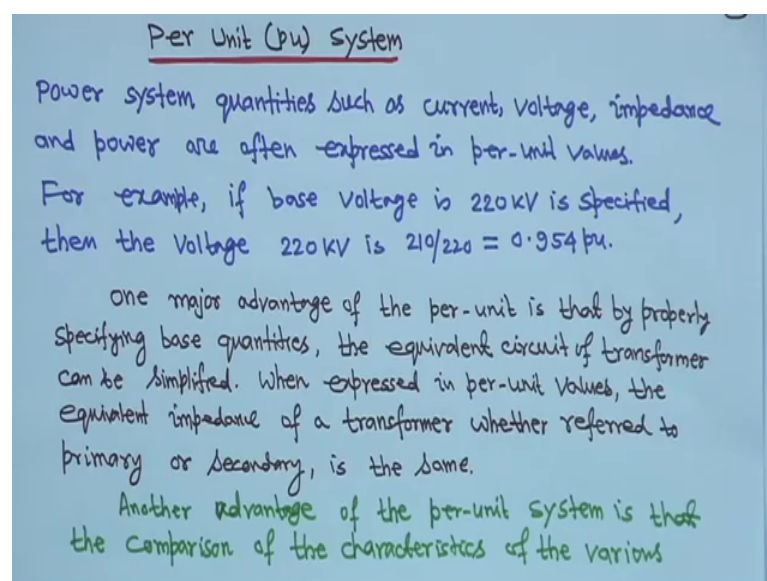 Per Unit (pu) System
Power system quantities such as current, voltage, impedance
and power are often expressed in per-unit values.
For example, if base voltage is 220 KV is specified,
then the voltage 220 KV is 210/220 = 0.954 pu.
One major advantage of the per-unit is that by properly
specifying base quantities, the equivalent circuit of transformer
can be simplified. When expressed in per-unit values, the
equivalent impedance of a transformer whether referred to
primary or secondary, is the same.
Another advantage of the per-unit system is that
the comparison of the characteristics of the various